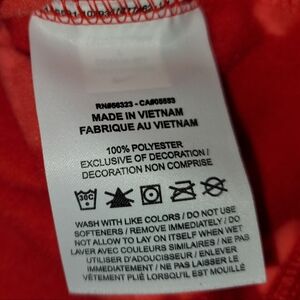 RN#56323 - CA#05553
MADE IN VIETNAM
FABRIQUE AU VIETNAM
100% POLYESTER
EXCLUSIVE OF DECORATION /
DECORATION NON COMPRISE
30C
WASH WITH LIKE COLORS / DO NOT USE
SOFTENERS / REMOVE IMMEDIATELY / DO
NOT ALLOW TO LAY ON ITSELF WHEN WET
LAVER AVEC COULEURS SIMILAIRES / NE PAS
UTILISER D'ADOUCISSEUR / ENLEVER
IMMEDIATEMENT / NE PAS LAISSER LE
VÊTEMENT PLIÉ LORSQU'IL EST MOUILLÉ